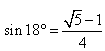 sin 18° = (√5 − 1)/4